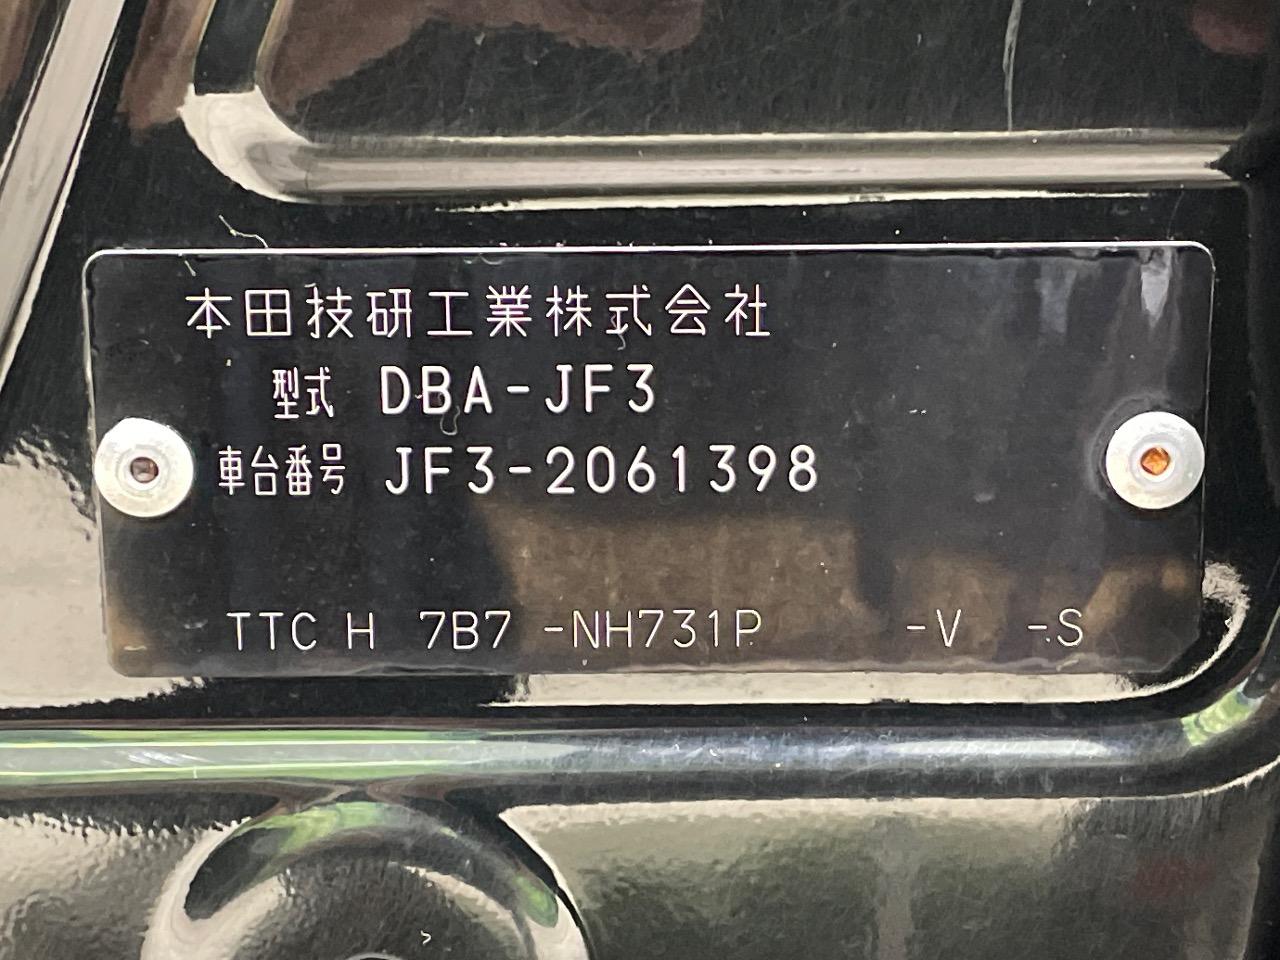 本田技研工業株式会社
型式 DBA-JF3
車台番号 JF3-2061398
TTC H 7B7 -NH731P -V -S